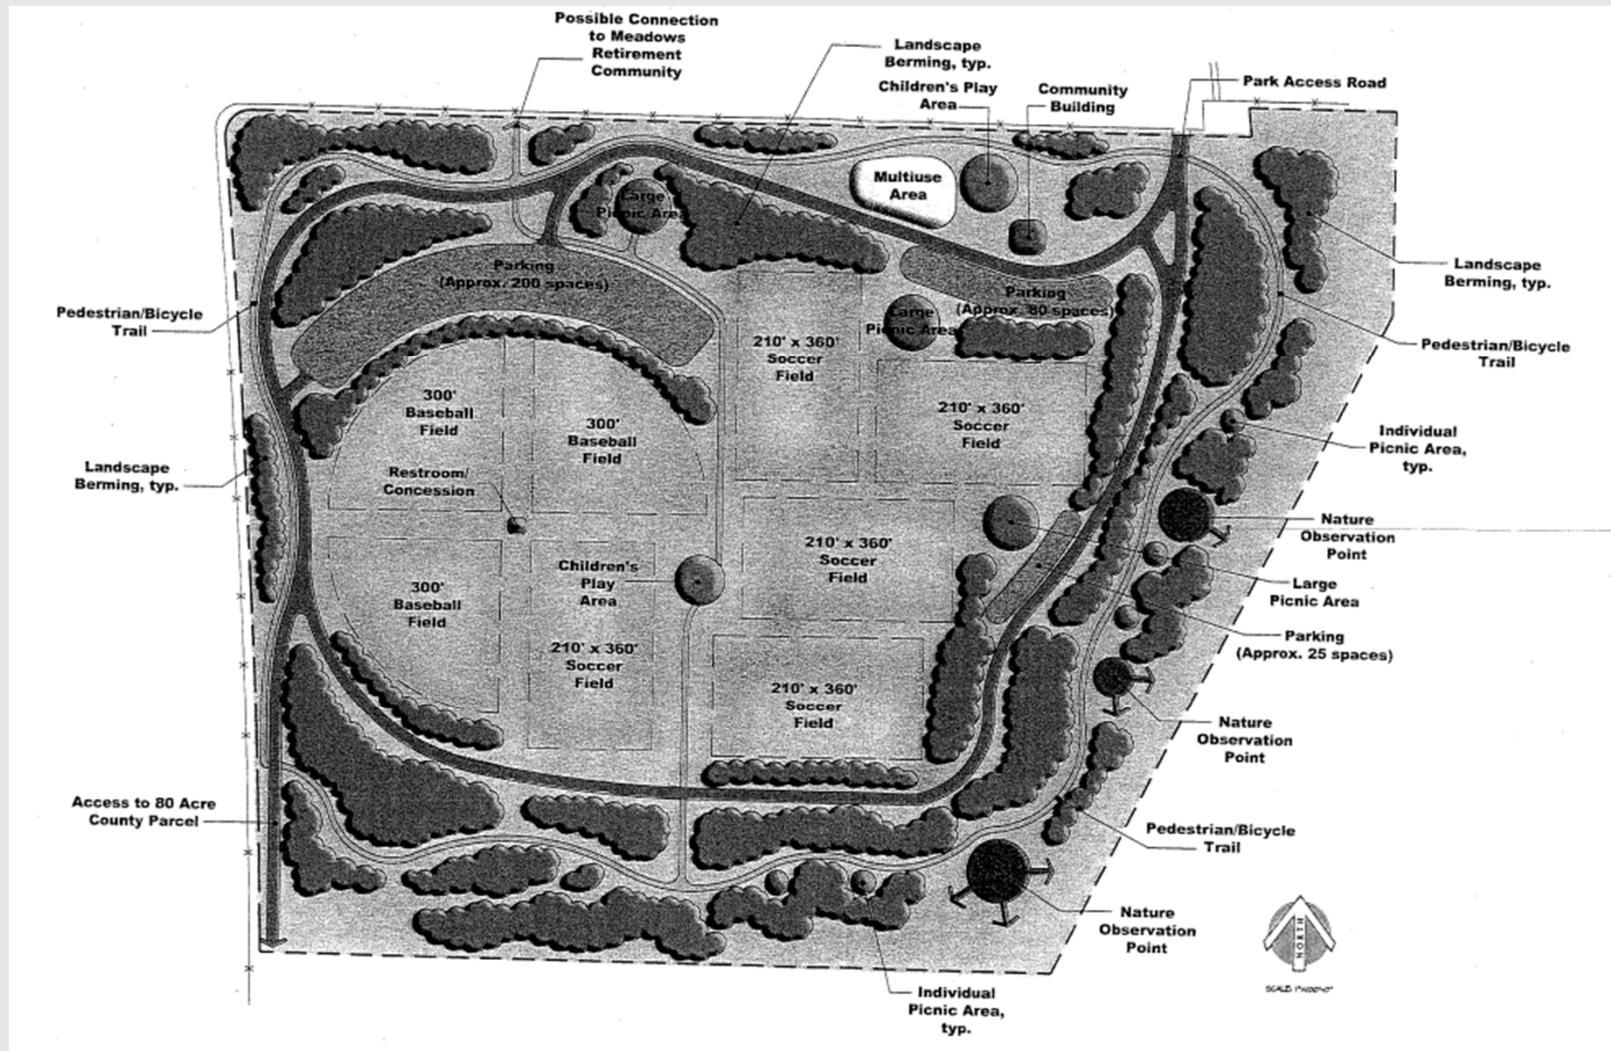 Possible Connection
to Meadows
Retirement
Community
Landscape
Berming, typ.
Children's Play
Area
Community
Building
Park Access Road
Multiuse
Area
Large
Picnic Area
Landscape
Berming, typ.
Parking
(Approx. 200 spaces)
Parking
(Approx. 80 spaces)
Pedestrian/Bicycle
Trail
Large
Picnic Area
210' x 360'
Soccer
Field
Pedestrian/Bicycle
Trail
300'
Baseball
Field
300'
Baseball
Field
210' x 360'
Soccer
Field
Individual
Picnic Area,
typ.
Landscape
Berming, typ.
Restroom/
Concession
Nature
Observation
Point
210' x 360'
Soccer
Field
Children's
Play
Area
300'
Baseball
Field
Large
Picnic Area
Parking
(Approx. 25 spaces)
210' x 360'
Soccer
Field
210' x 360'
Soccer
Field
Nature
Observation
Point
Access to 80 Acre
County Parcel
Pedestrian/Bicycle
Trail
Nature
Observation
Point
NORTH
Individual
Picnic Area,
typ.
SCALE: